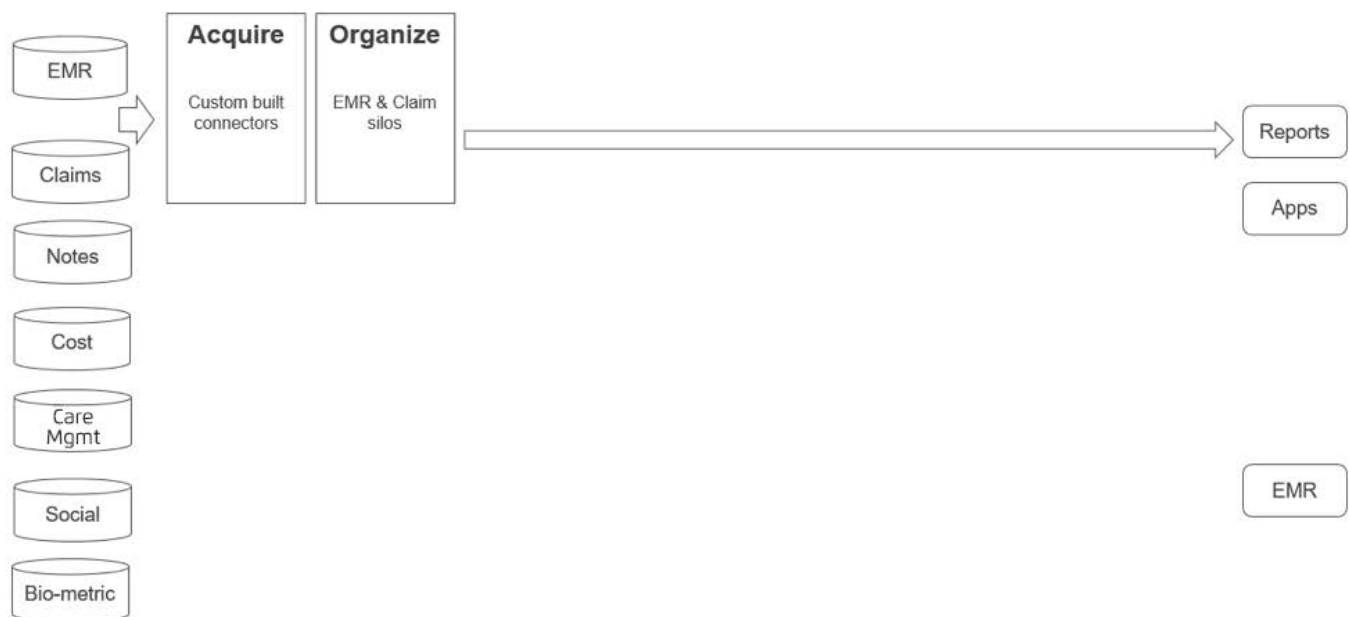 EMR
Claims
Notes
Cost
Care
Mgmt
Social
Bio-metric
Acquire
Custom built
connectors
Organize
EMR & Claim
silos
Reports
Apps
EMR